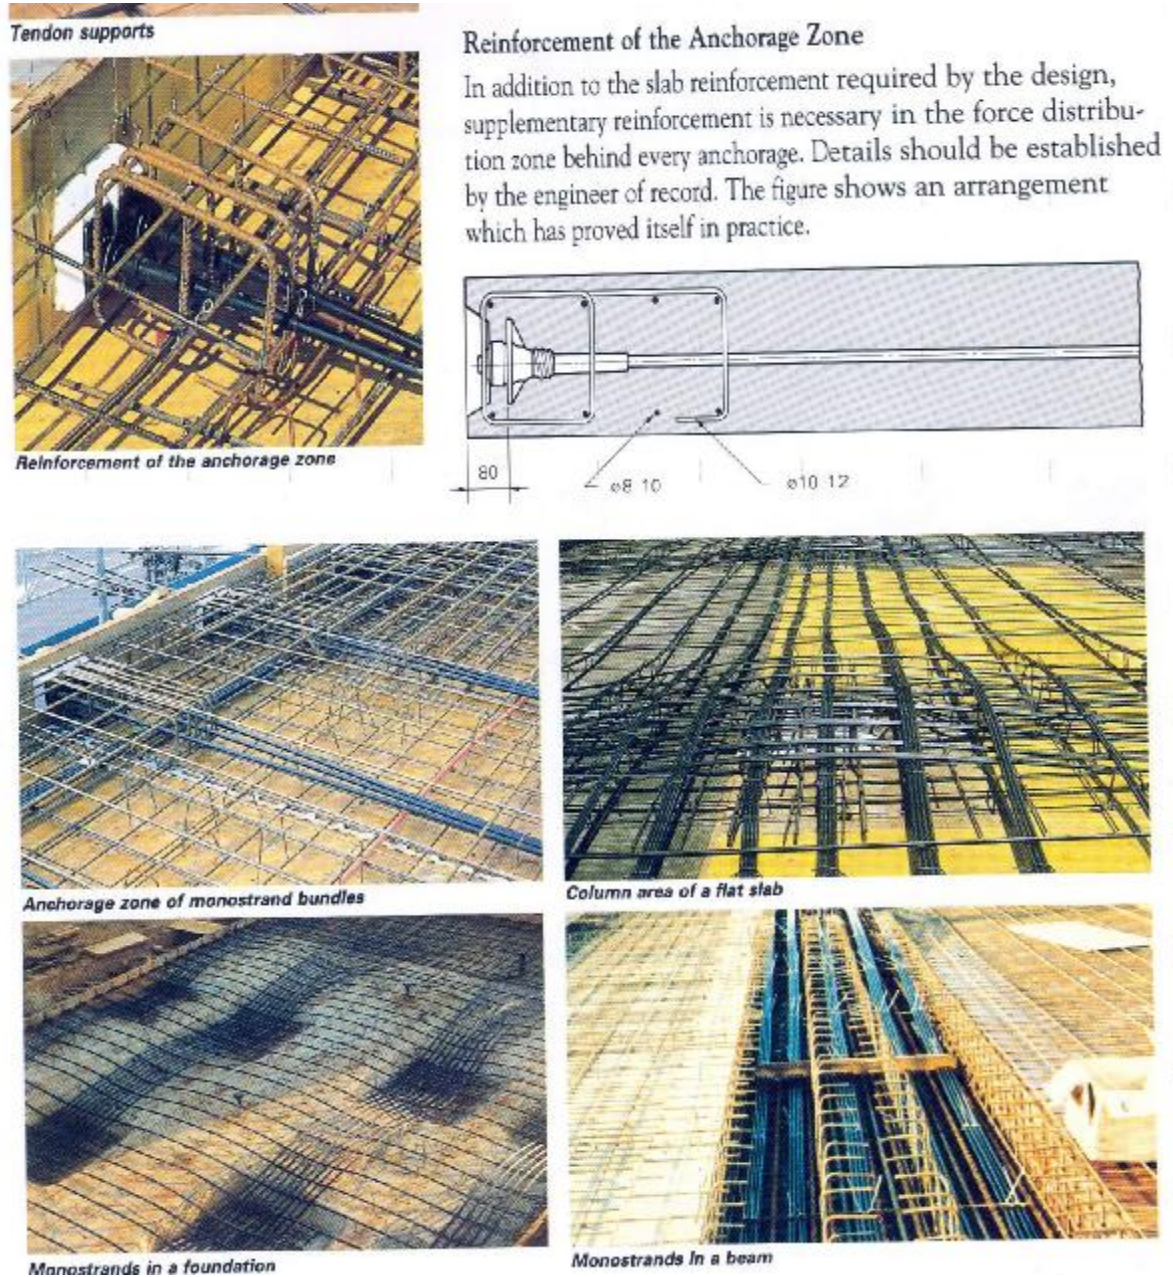 Tendon supports
Reinforcement of the Anchorage Zone
In addition to the slab reinforcement required by the design,
supplementary reinforcement is necessary in the force distribu-
tion zone behind every anchorage. Details should be established
by the engineer of record. The figure shows an arrangement
which has proved itself in practice.
Reinforcement of the anchorage zone
80
ø8 10
ø10 12
Anchorage zone of monostrand bundles
Column area of a flat slab
Monostrands in a foundation
Monostrands in a beam